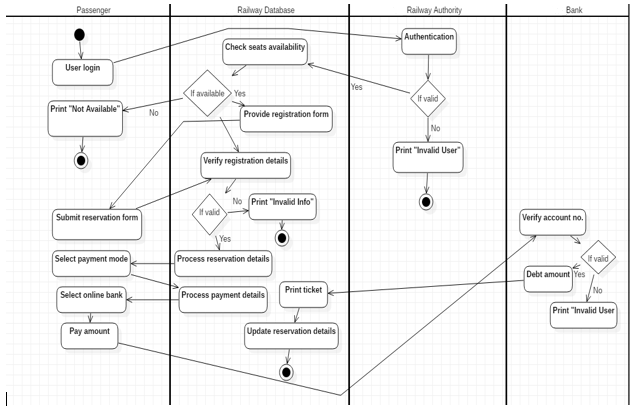 Passenger
Railway Database
Railway Authority
Bank
User login
Check seats availability
Authentication
If available
Yes
Yes
If valid
Print "Not Available"
No
Provide registration form
No
Verify registration details
Print "Invalid User"
If valid
No
Print "Invalid Info"
Submit reservation form
Verify account no.
Yes
Select payment mode
Process reservation details
If valid
Debt amount
Yes
Select online bank
Process payment details
Print ticket
No
Print "Invalid User
Pay amount
Update reservation details